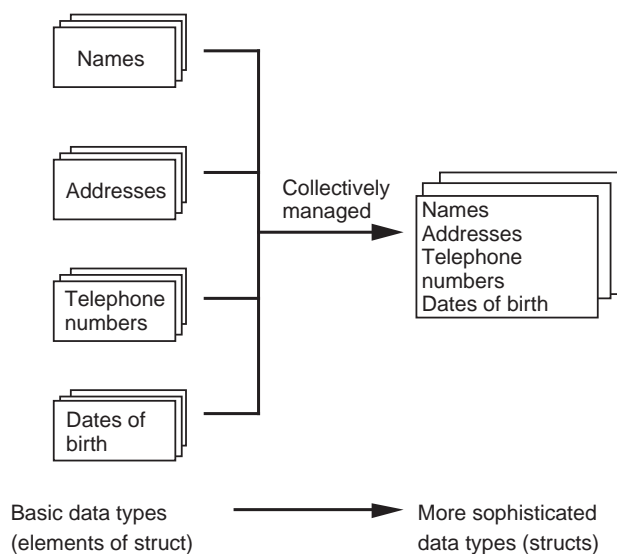 Names
Addresses
Telephone
numbers
Dates of
birth
Collectively
managed
Names
Addresses
Telephone
numbers
Dates of birth
Basic data types
(elements of struct)
More sophisticated
data types (structs)